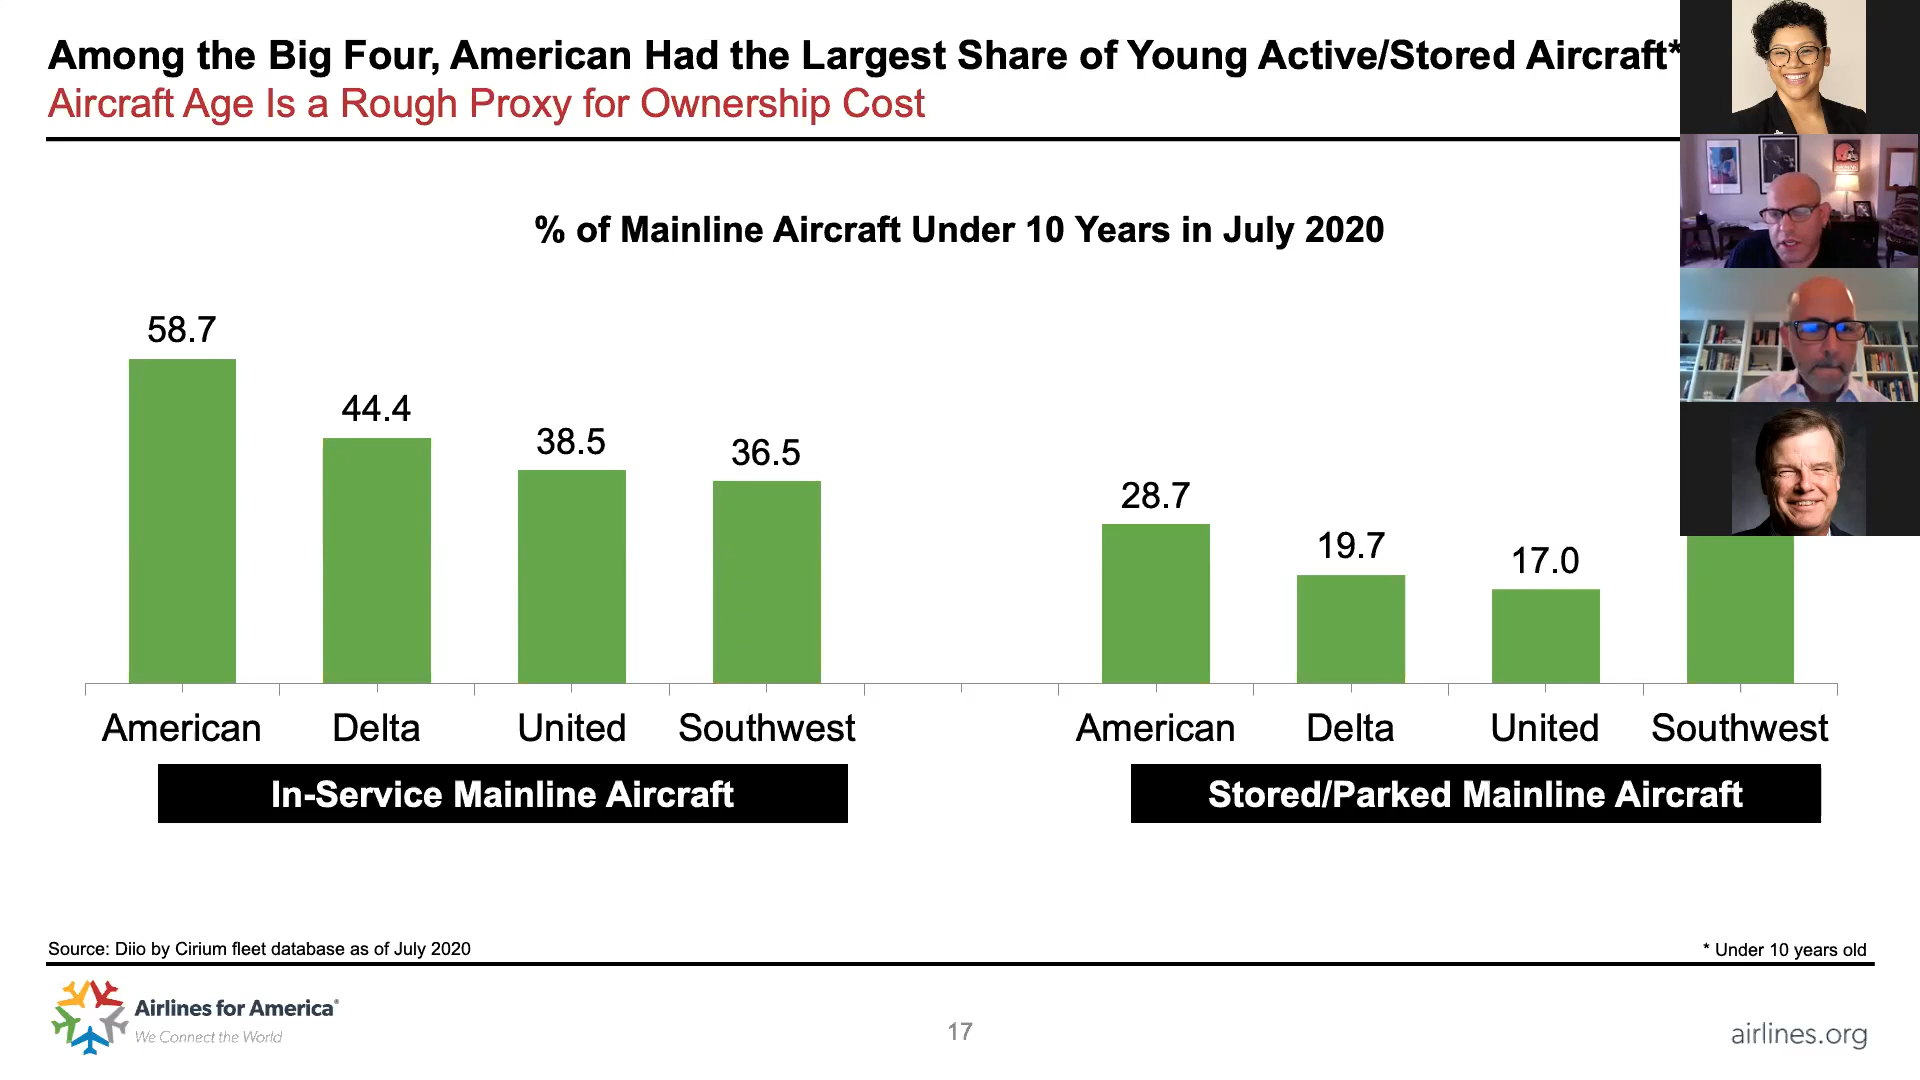 Among the Big Four, American Had the Largest Share of Young Active/Stored Aircraft*
Aircraft Age Is a Rough Proxy for Ownership Cost
% of Mainline Aircraft Under 10 Years in July 2020
58.7
44.4
38.5
36.5
28.7
19.7
17.0
American Delta United Southwest American Delta United Southwest
In-Service Mainline Aircraft Stored/Parked Mainline Aircraft
Source: Diio by Cirium fleet database as of July 2020
* Under 10 years old
Airlines for America®
We Connect the World
17
airlines.org